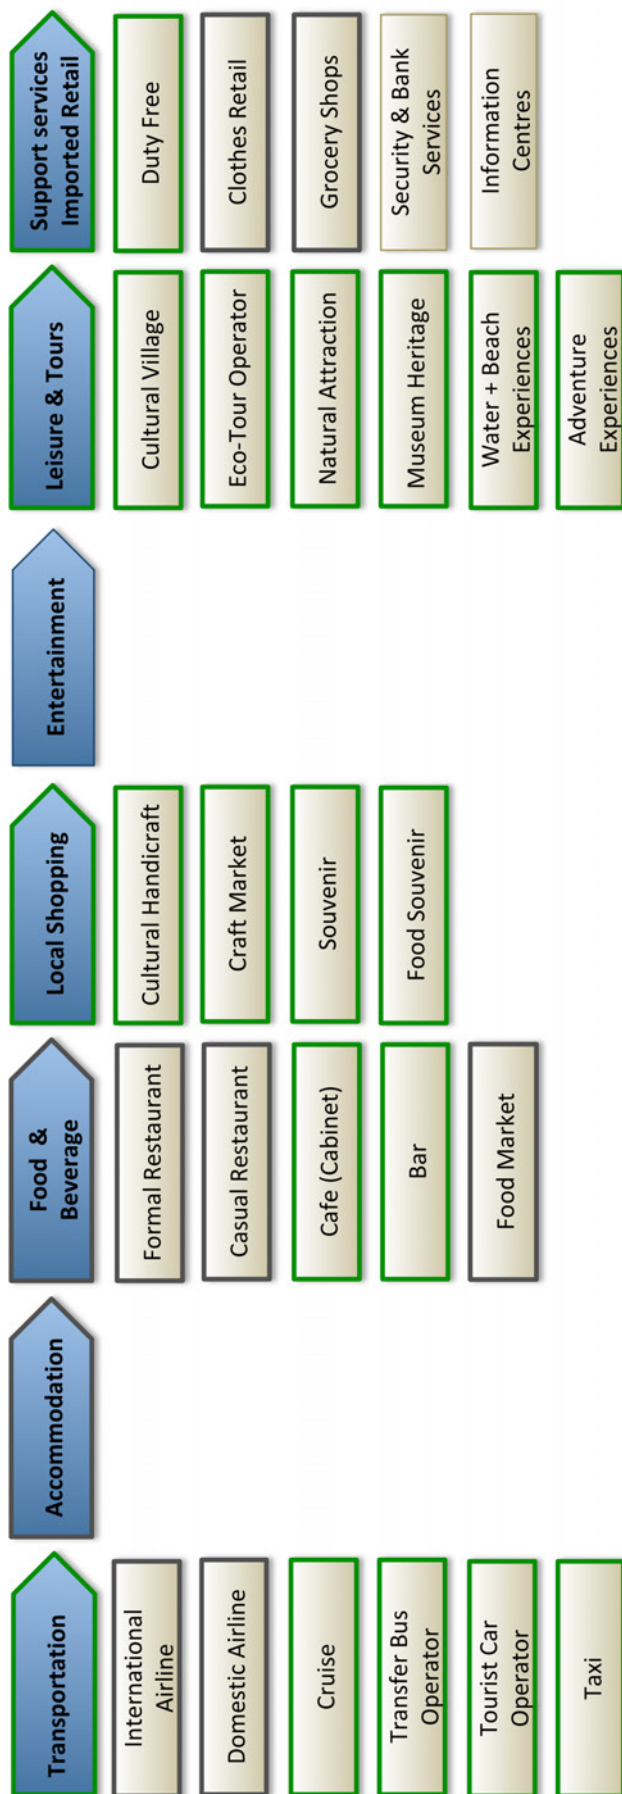 Transportation
International
Airline
Domestic Airline
Cruise
Transfer Bus
Operator
Tourist Car
Operator
Taxi
Accommodation
Food &
Beverage
Formal Restaurant
Casual Restaurant
Cafe (Cabinet)
Bar
Food Market
Local Shopping
Cultural Handicraft
Craft Market
Souvenir
Food Souvenir
Entertainment
Leisure & Tours
Cultural Village
Eco-Tour Operator
Natural Attraction
Museum Heritage
Water + Beach
Experiences
Adventure
Experiences
Support services
Imported Retail
Duty Free
Clothes Retail
Grocery Shops
Security & Bank
Services
Information
Centres